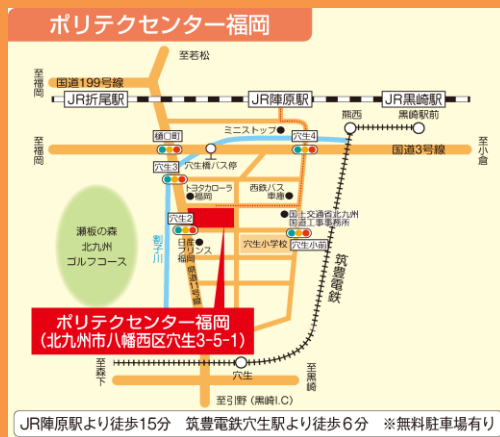 ポリテクセンター福岡
至若松
至福岡
国道199号線
JR折尾駅
JR陣原駅
JR黒崎駅
ミニストップ
熊西
黒崎駅前
樋口町
穴生4
至福岡
穴生橋バス停
国道3号線
至小倉
穴生3
トヨタカローラ
福岡
西鉄バス
車庫
国土交通省北九州
国道工事事務所
穴生2
瀬板の森
北九州
ゴルフコース
割子川
日産
プリンス
福岡
県道11号線
穴生小学校
穴生小前
筑豊電鉄
ポリテクセンター福岡
(北九州市八幡西区穴生3-5-1)
至森下
穴生
至黒崎
至引野(黒崎I.C)
JR陣原駅より徒歩15分 筑豊電鉄穴生駅より徒歩6分 ※無料駐車場有り